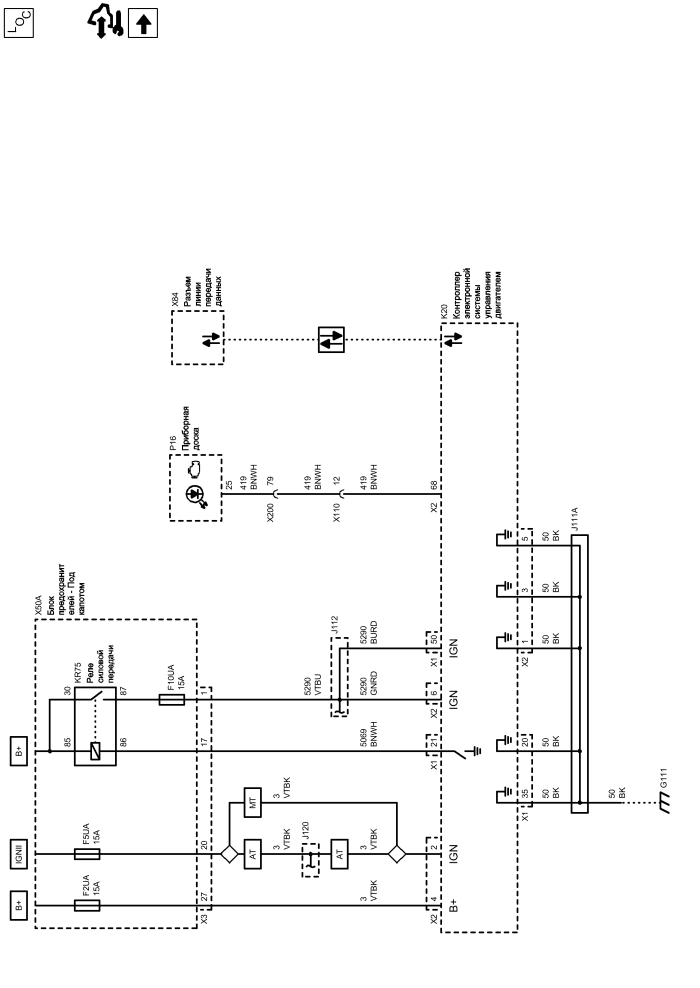 LOC
X84
Разъем
линии
передачи
данных
K20
Контроллер
электронной
системы
управления
двигателем
P16
Приборная
доска
25
419
BNWH
79
X200
419
BNWH
12
X110
419
BNWH
68
X2
X50A
Блок
предохранит
елей - Под
капотом
KR75
Реле
силовой
передачи
30
87
85
86
F10UA
15A
1
17
B+
J112
5290
VTBU
5290
BURD
5290
GNRD
50
X1
IGN
6
X2
IGN
5069
BNWH
21
X1
5
50
BK
3
50
BK
1
50
BK
X2
20
50
BK
35
50
BK
X1
J111A
50
BK
G111
IGNII
F5UA
15A
20
MT
3
VTBK
AT
3
VTBK
J120
AT
3
VTBK
2
IGN
B+
F2UA
15A
27
X3
3
VTBK
4
X2
B+